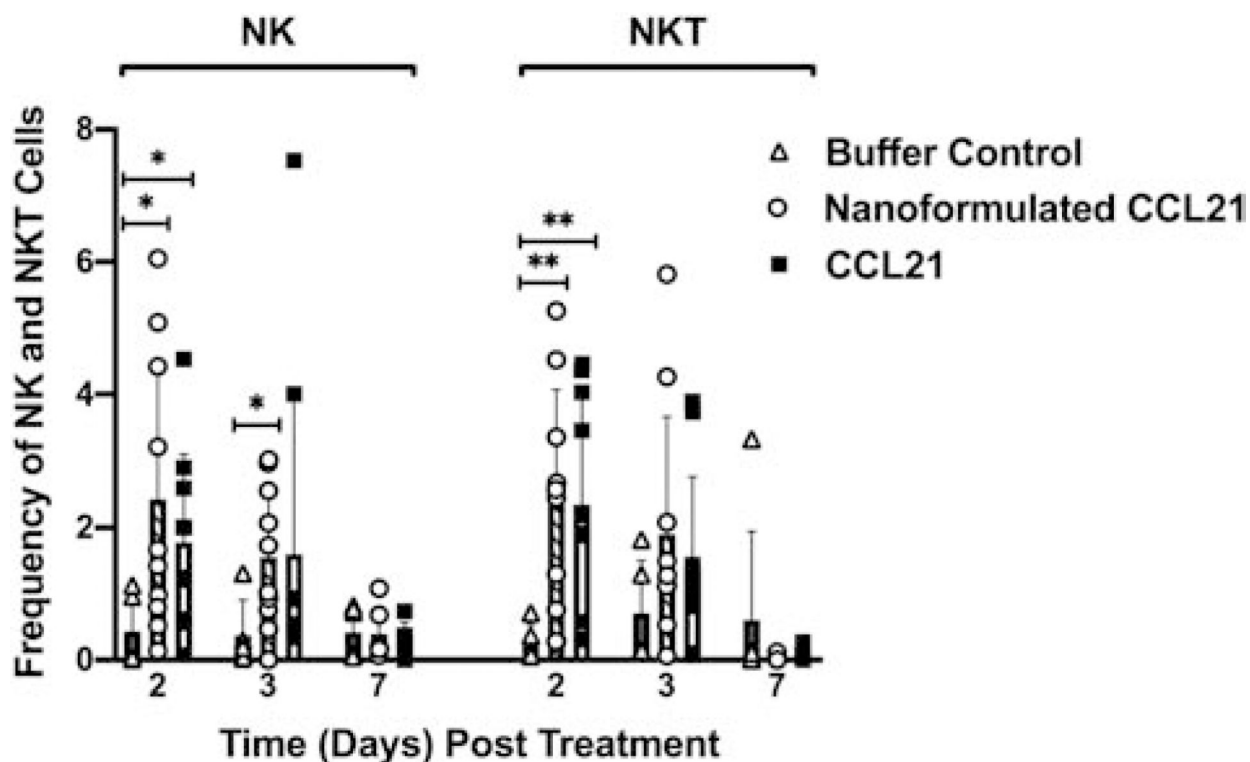 NK NKT
Frequency of NK and NKT Cells
8
6
4
2
0
*
*
*
**
**
Buffer Control
Nanoformulated CCL21
CCL21
2 3 7 2 3 7
Time (Days) Post Treatment